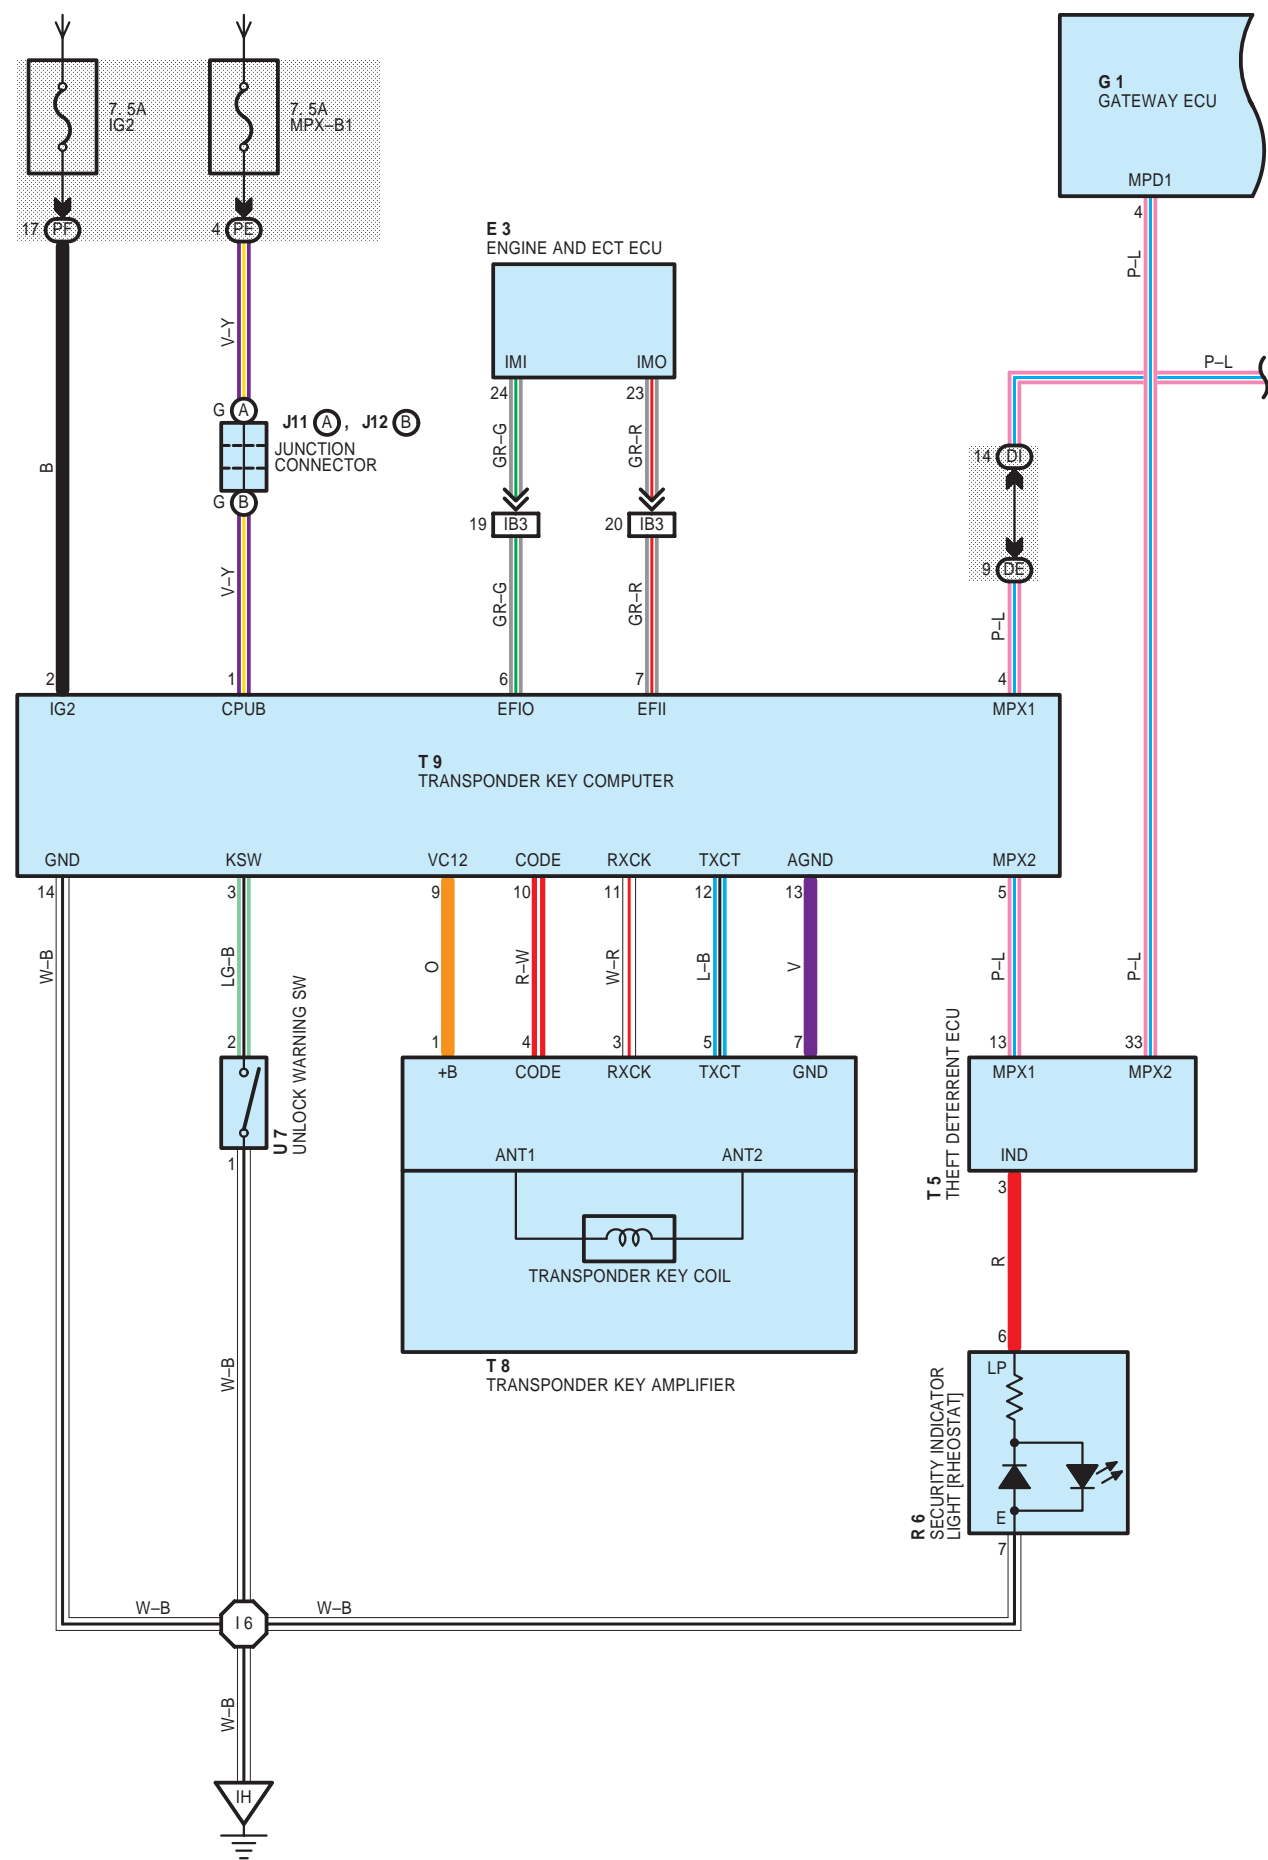 7. 5A
IG2
7. 5A
MPX–B1
17 PF
4 PE
G 1
GATEWAY ECU
MPD1
4
P–L
E 3
ENGINE AND ECT ECU
IMI
IMO
24
23
V–Y
B
G A
J11 A , J12 B
JUNCTION
CONNECTOR
G B
V–Y
GR–G
GR–R
19 IB3
20 IB3
GR–G
GR–R
P–L
14 DI
9 DE
P–L
2
1
6
7
4
IG2
CPUB
EFIO
EFII
MPX1
T 9
TRANSPONDER KEY COMPUTER
GND
KSW
VC12
CODE
RXCK
TXCT
AGND
MPX2
14
3
9
10
11
12
13
5
W–B
LG–B
O
R–W
W–R
L–B
V
P–L
P–L
2
1
4
3
5
7
13
33
U 7
UNLOCK WARNING SW
1
+B
CODE
RXCK
TXCT
GND
ANT1
ANT2
TRANSPONDER KEY COIL
T 8
TRANSPONDER KEY AMPLIFIER
T 5
THEFT DETERRENT ECU
MPX1
MPX2
IND
3
R
6
LP
E
R 6
SECURITY INDICATOR
LIGHT [RHEOSTAT]
7
W–B
W–B
I 6
W–B
W–B
IH